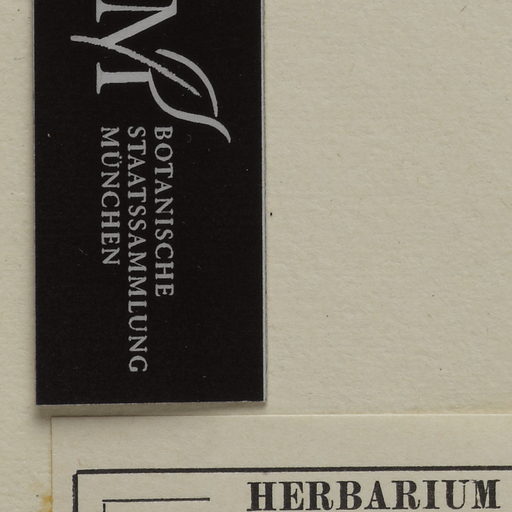 M
BOTANISCHE
STAATSSAMMLUNG
MÜNCHEN
HERBARIUM